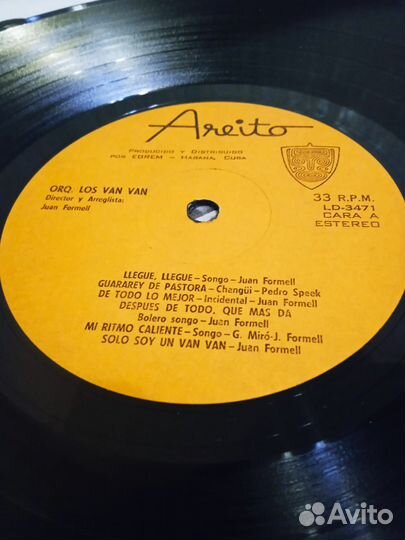 Areito
PRODUCIDO Y DISTRIBUIDO
POR EGREM – HABANA, CUBA
ORQ. LOS VAN VAN
Director y Arreglista:
Juan Formell
33 R.P.M.
LD-3471
CARA A
ESTEREO
LLEGUE, LLEGUE – Songo – Juan Formell
GUARAREY DE PASTORA – Changüi – Pedro Speek
DE TODO LO MEJOR – Incidental – Juan Formell
DESPUES DE TODO, QUE MAS DA
Bolero songo – Juan Formell
MI RITMO CALIENTE – Songo – G. Miró-J. Formell
SOLO SOY UN VAN VAN – Juan Formell
Avito